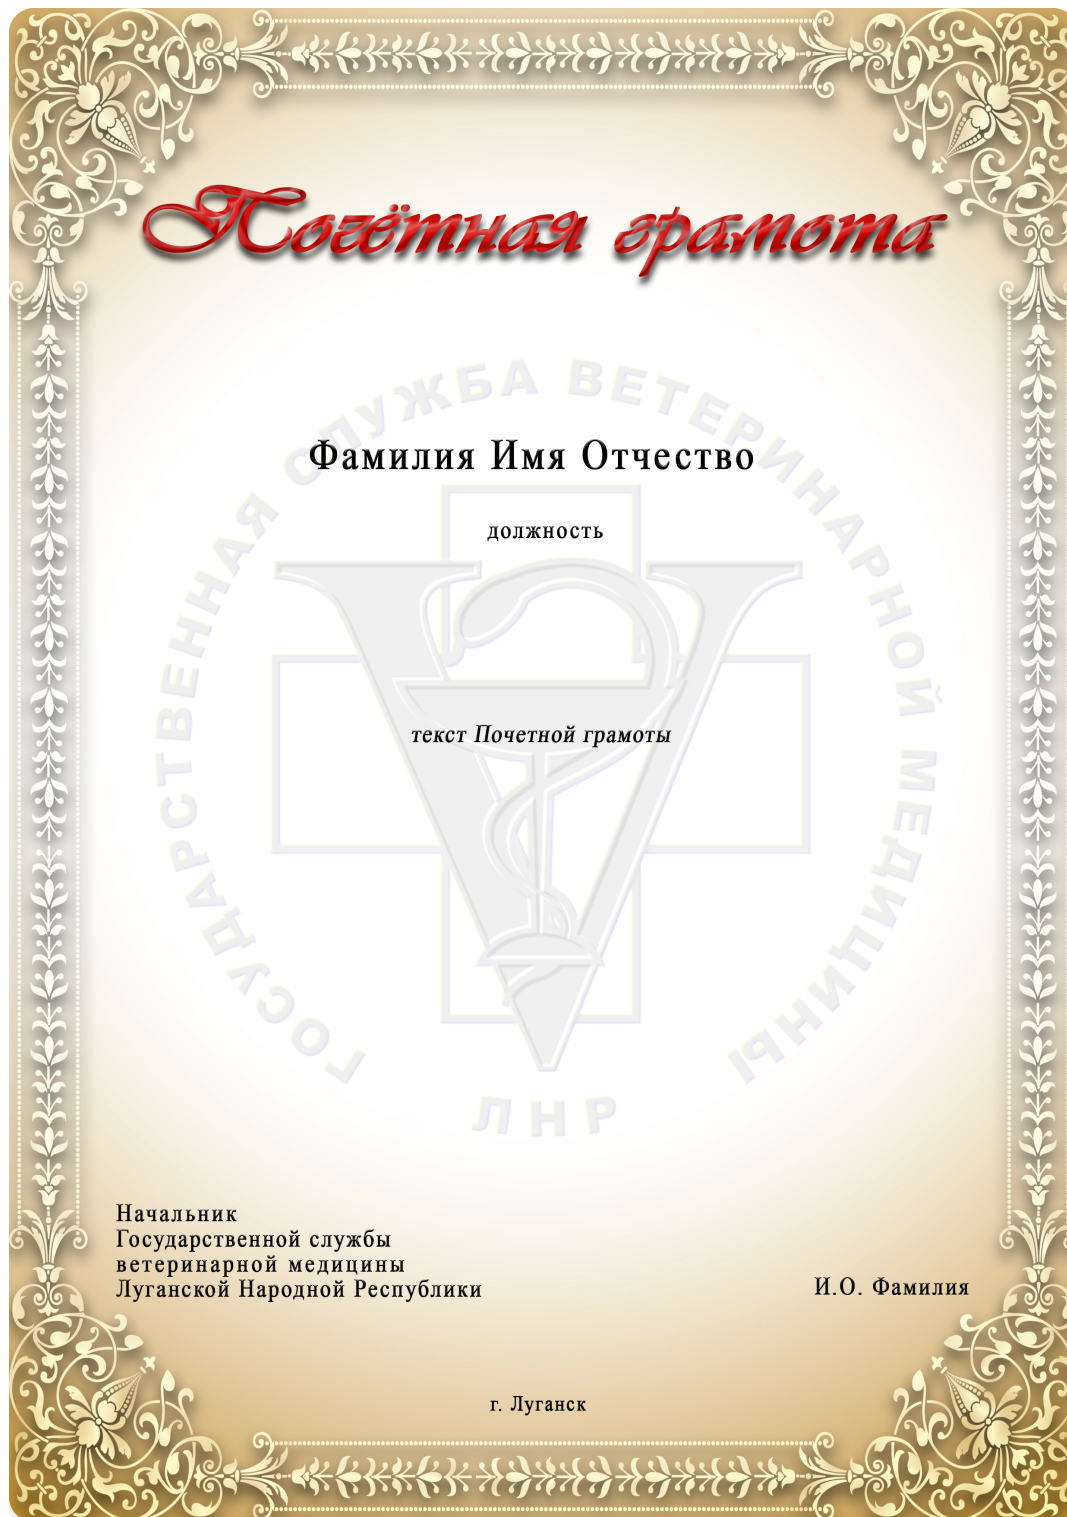 Почётная грамота
ГОСУДАРСТВЕННАЯ СЛУЖБА ВЕТЕРИНАРНОЙ МЕДИЦИНЫ
Фамилия Имя Отчество
должность
текст Почетной грамоты
ЛНР
Начальник
Государственной службы
ветеринарной медицины
Луганской Народной Республики
И.О. Фамилия
г. Луганск